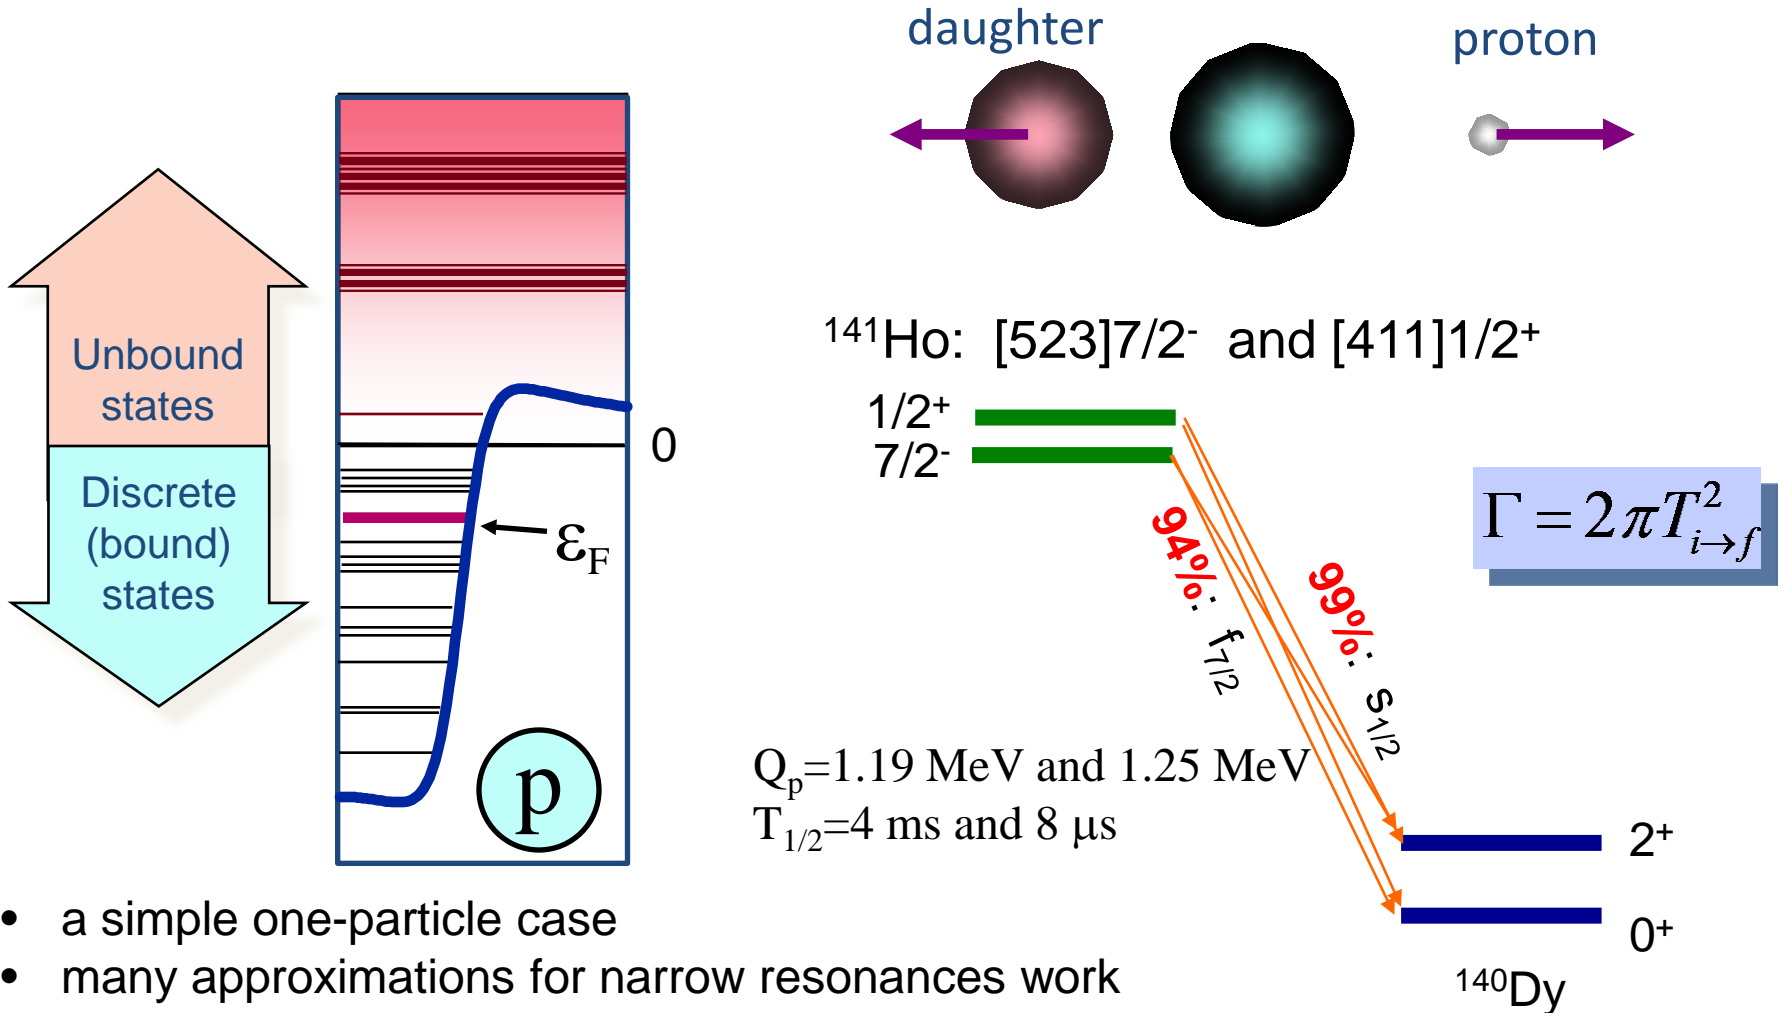 daughter
proton
Unbound
states
Discrete
(bound)
states
0
εF
p
¹⁴¹Ho: [523]7/2⁻ and [411]1/2⁺
1/2⁺
7/2⁻
94%: f₇/₂
99%: s₁/₂
Γ = 2πT²ᵢ→f
Qₚ=1.19 MeV and 1.25 MeV
T₁/₂=4 ms and 8 μs
2⁺
0⁺
¹⁴⁰Dy
• a simple one-particle case
• many approximations for narrow resonances work